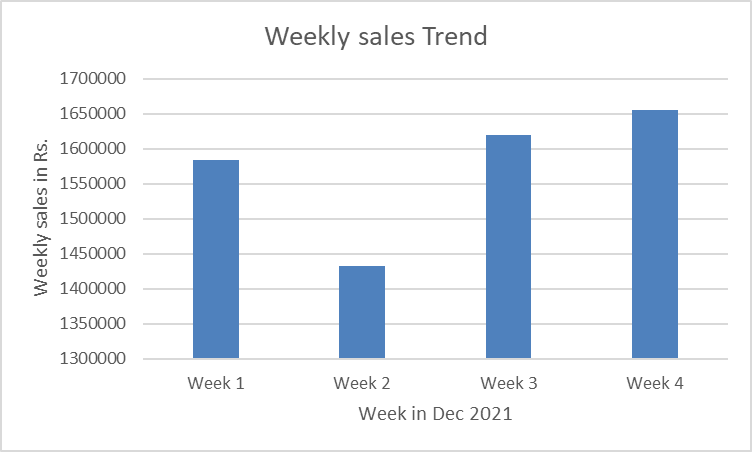 Weekly sales Trend
1700000
1650000
1600000
1550000
1500000
1450000
1400000
1350000
1300000
Weekly sales in Rs.
Week 1
Week 2
Week 3
Week 4
Week in Dec 2021